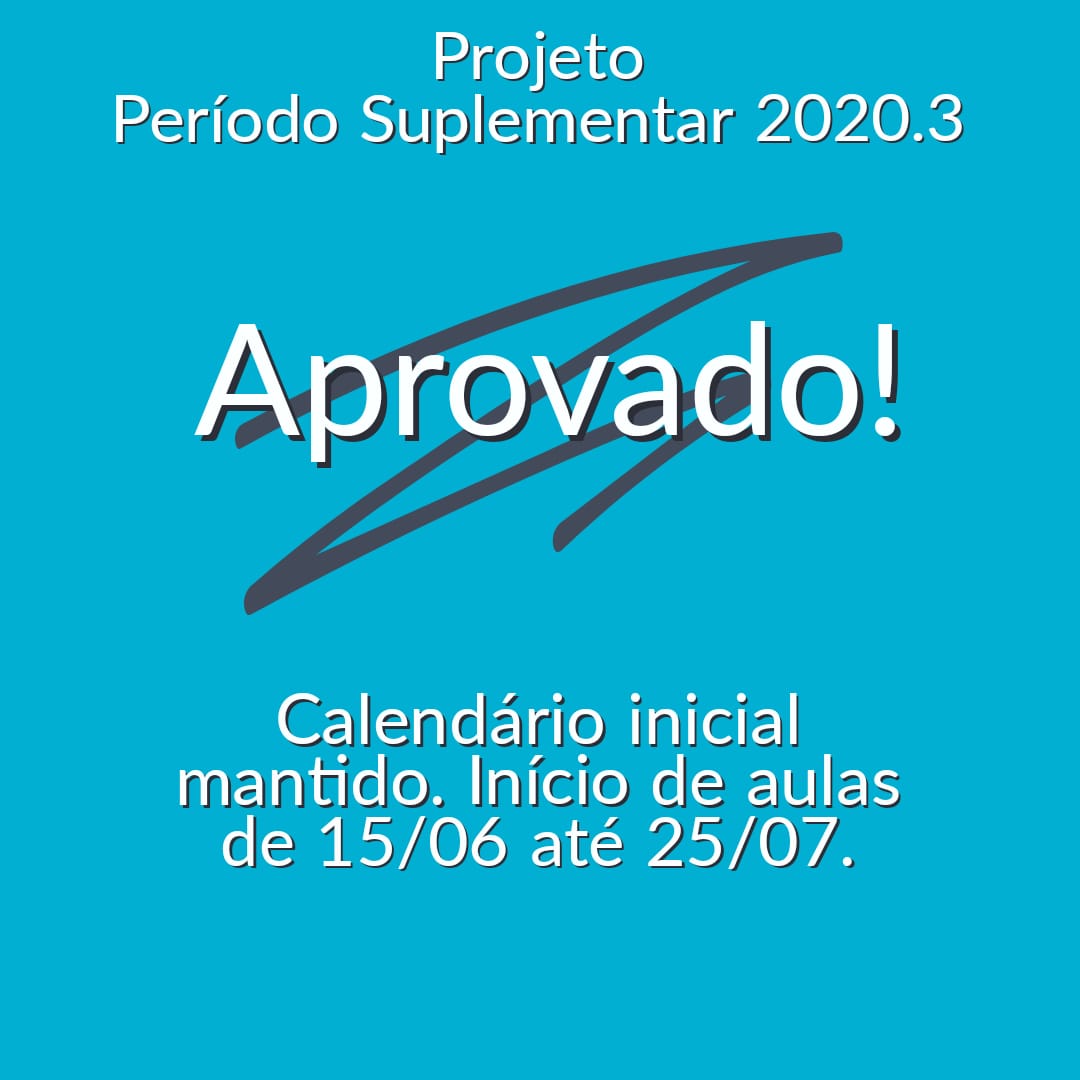 Projeto
Período Suplementar 2020.3
Aprovado!
Calendário inicial
mantido. Início de aulas
de 15/06 até 25/07.